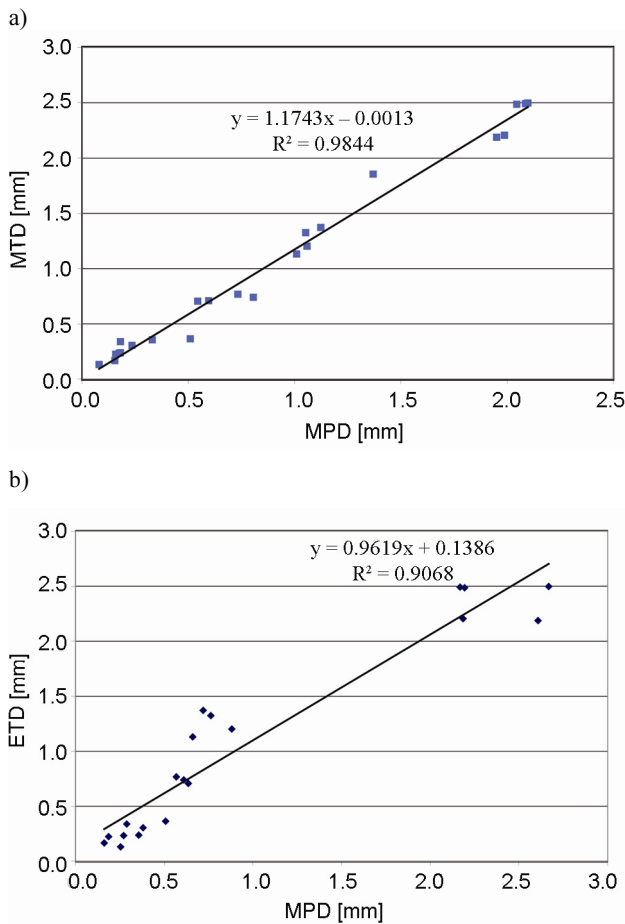 a)
3.0
y = 1.1743x – 0.0013
R² = 0.9844
2.5
2.0
1.5
1.0
0.5
0.0
MTD [mm]
0.0 0.5 1.0 1.5 2.0 2.5
MPD [mm]
b)
3.0
y = 0.9619x + 0.1386
R² = 0.9068
2.5
2.0
1.5
1.0
0.5
0.0
ETD [mm]
0.0 0.5 1.0 1.5 2.0 2.5 3.0
MPD [mm]